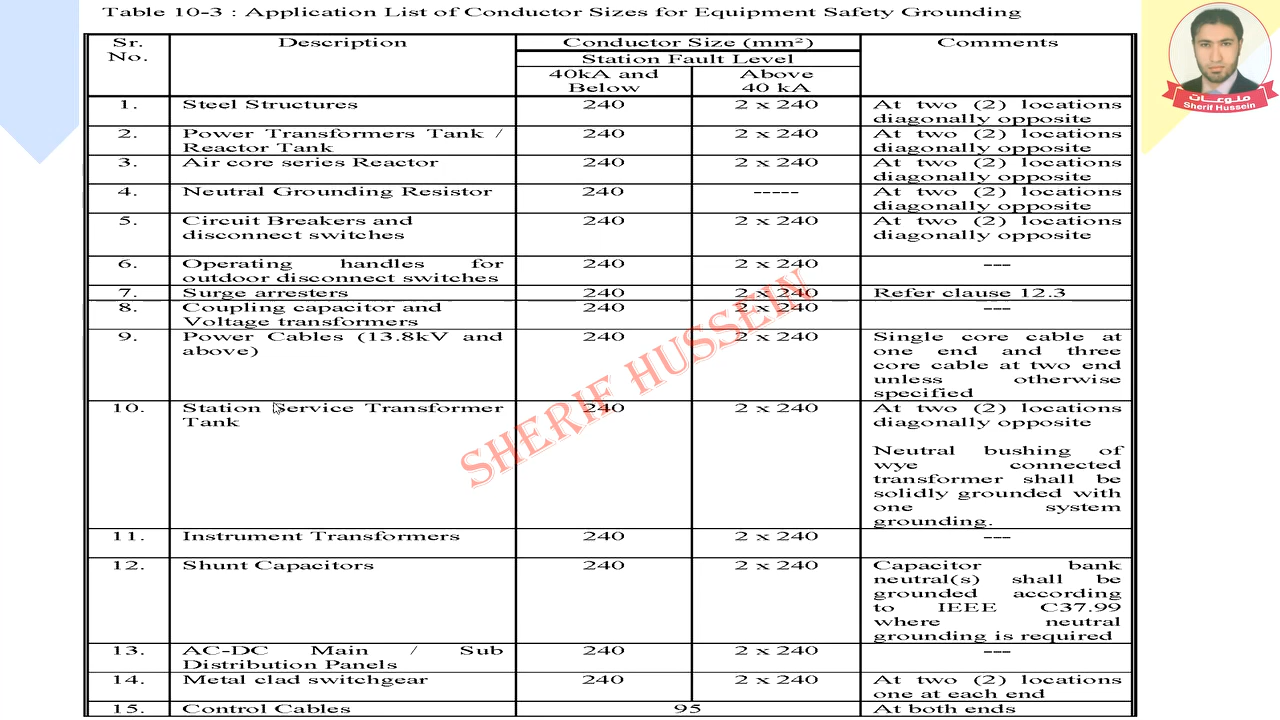 Table 10-3 : Application List of Conductor Sizes for Equipment Safety Grounding
Sr. No. Description Conductor Size (mm²) Comments
Station Fault Level
40kA and Below Above 40 kA
1. Steel Structures 240 2 x 240 At two (2) locations
diagonally opposite
2. Power Transformers Tank / 240 2 x 240 At two (2) locations
Reactor Tank diagonally opposite
3. Air core series Reactor 240 2 x 240 At two (2) locations
diagonally opposite
4. Neutral Grounding Resistor 240 ----- At two (2) locations
diagonally opposite
5. Circuit Breakers and 240 2 x 240 At two (2) locations
disconnect switches diagonally opposite
6. Operating handles for 240 2 x 240 ---
outdoor disconnect switches
7. Surge arresters 240 2 x 240 Refer clause 12.3
8. Coupling capacitor and 240 2 x 240 ---
Voltage transformers
9. Power Cables (13.8kV and 240 2 x 240 Single core cable at
above) one end and three
core cable at two end
unless otherwise
specified
10. Station Service Transformer 240 2 x 240 At two (2) locations
Tank diagonally opposite
Neutral bushing of
wye connected
transformer shall be
solidly grounded with
one system
grounding.
11. Instrument Transformers 240 2 x 240 ---
12. Shunt Capacitors 240 2 x 240 Capacitor bank
neutral(s) shall be
grounded according
to IEEE C37.99
where neutral
grounding is required
13. AC-DC Main / Sub 240 2 x 240 ---
Distribution Panels
14. Metal clad switchgear 240 2 x 240 At two (2) locations
one at each end
15. Control Cables 95 At both ends
SHERIF HUSSEIN
منوعات
Sherif Hussein